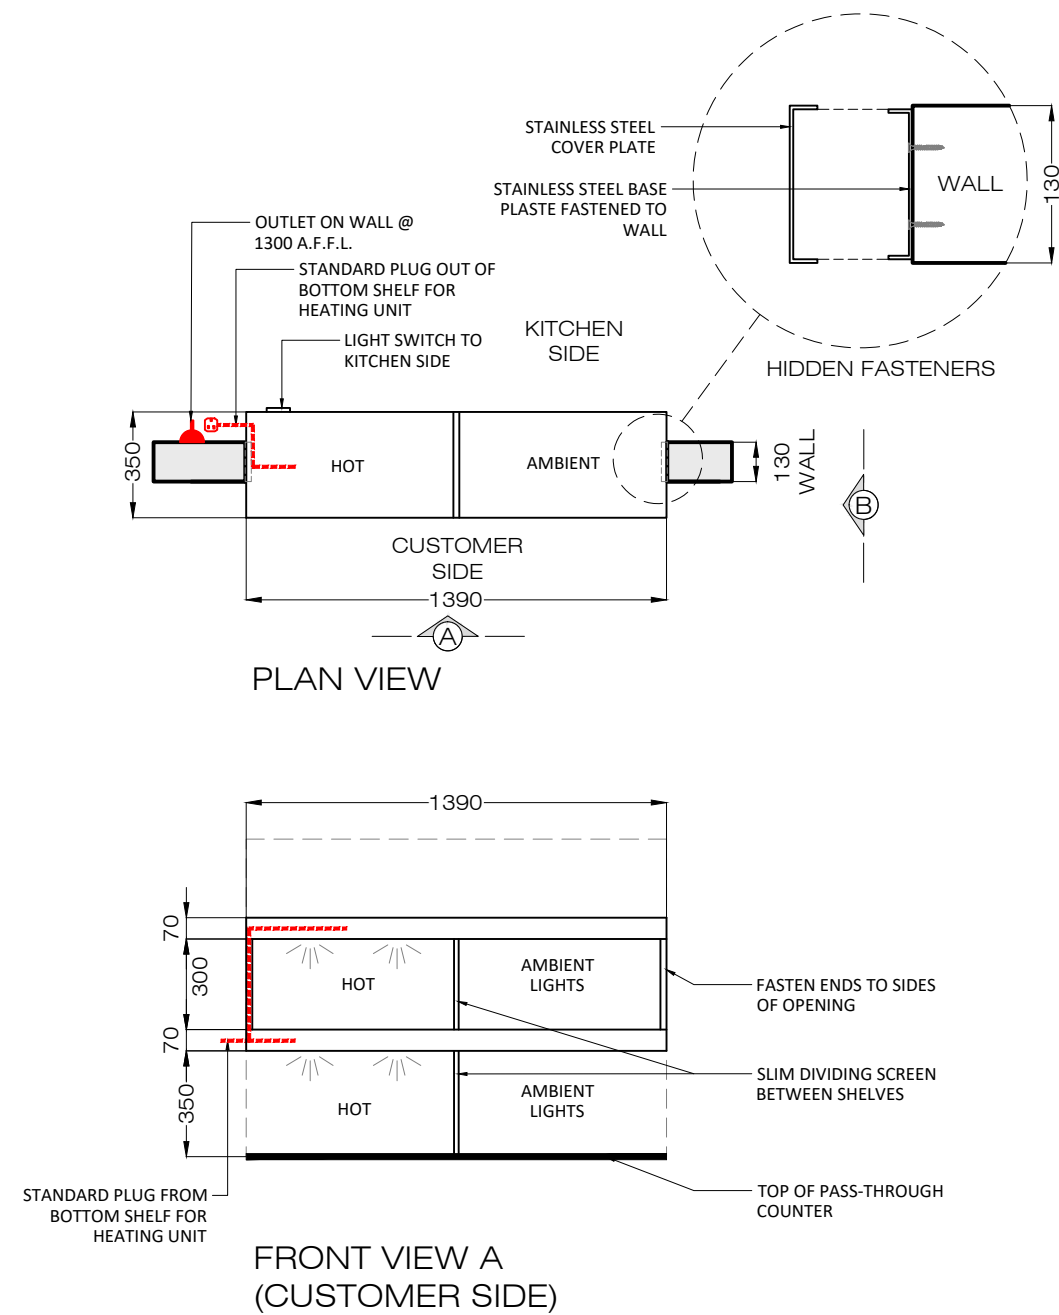 STAINLESS STEEL
COVER PLATE
STAINLESS STEEL BASE
PLASTE FASTENED TO
WALL
WALL
130
HIDDEN FASTENERS
OUTLET ON WALL @
1300 A.F.F.L.
STANDARD PLUG OUT OF
BOTTOM SHELF FOR
HEATING UNIT
LIGHT SWITCH TO
KITCHEN SIDE
KITCHEN
SIDE
350
HOT
AMBIENT
130
WALL
B
CUSTOMER
SIDE
1390
A
PLAN VIEW
1390
70
300
70
350
HOT
AMBIENT
LIGHTS
HOT
AMBIENT
LIGHTS
FASTEN ENDS TO SIDES
OF OPENING
SLIM DIVIDING SCREEN
BETWEEN SHELVES
TOP OF PASS-THROUGH
COUNTER
STANDARD PLUG FROM
BOTTOM SHELF FOR
HEATING UNIT
FRONT VIEW A
(CUSTOMER SIDE)